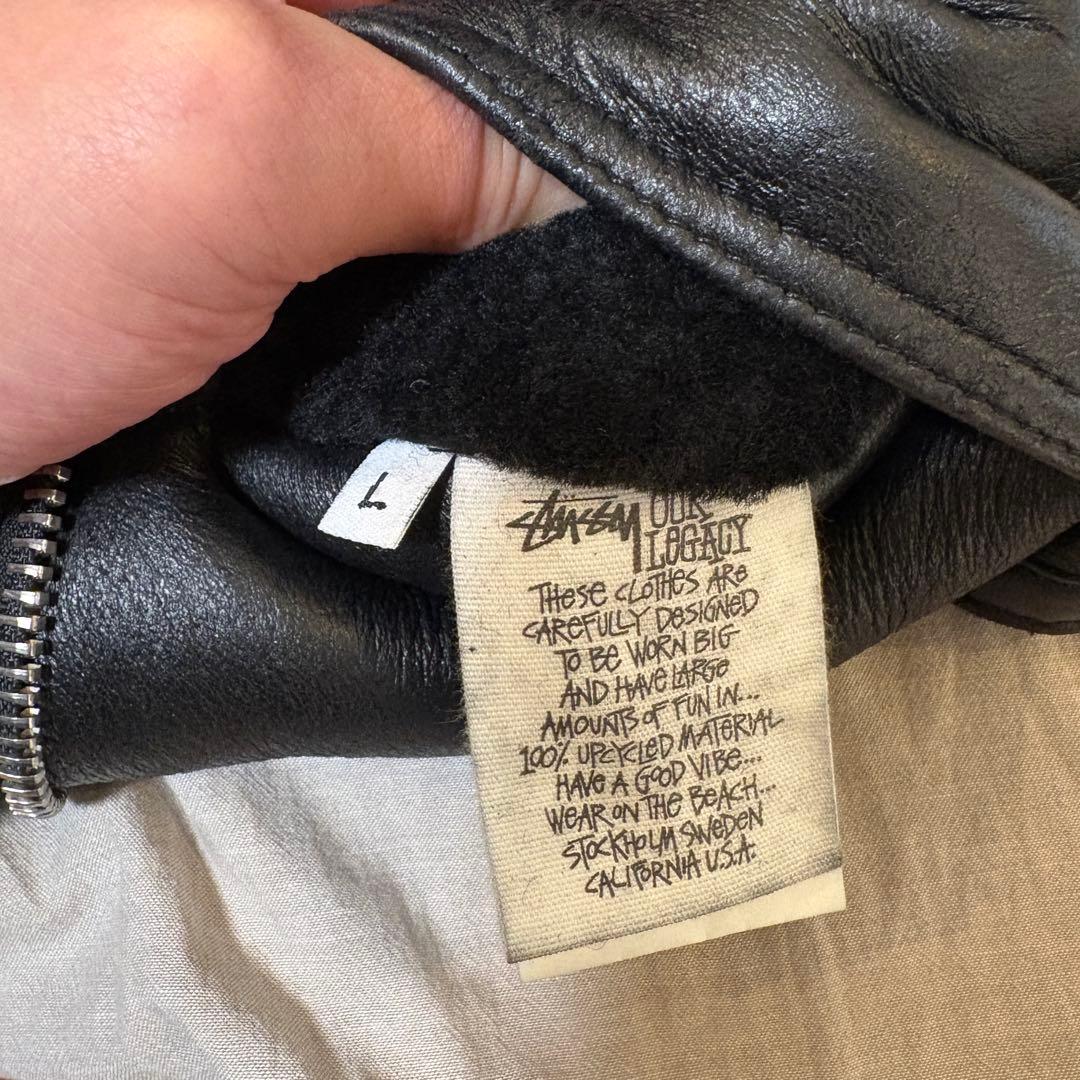 L
STÜSSY OUR
LEGACY
THESE CLOTHES ARE
CAREFULLY DESIGNED
TO BE WORN BIG
AND HAVE LARGE
AMOUNTS OF FUN IN...
100% UPCYCLED MATERIAL
HAVE A GOOD VIBE...
WEAR ON THE BEACH...
STOCKHOLM SWEDEN
CALIFORNIA U.S.A.